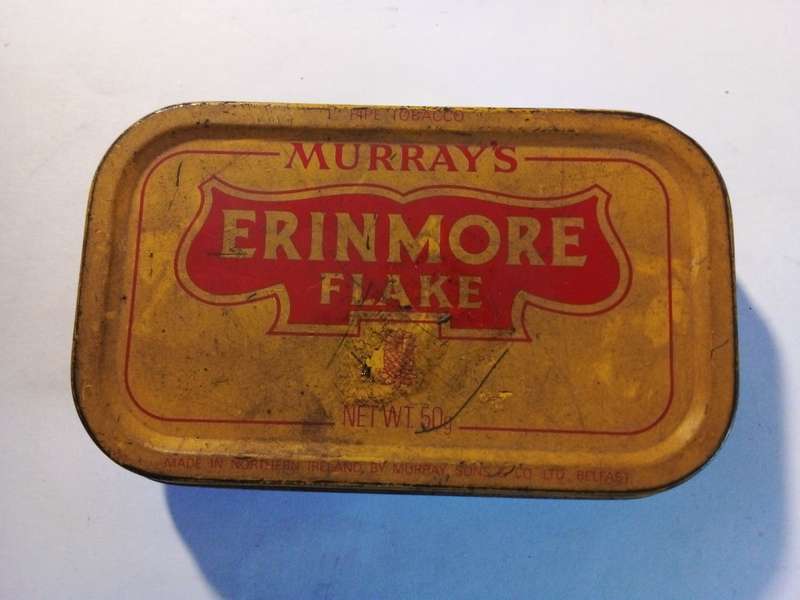 PIPE TOBACCO
MURRAY'S
ERINMORE
FLAKE
NET WT. 50g
MADE IN NORTHERN IRELAND BY MURRAY, SONS & CO LTD, BELFAST